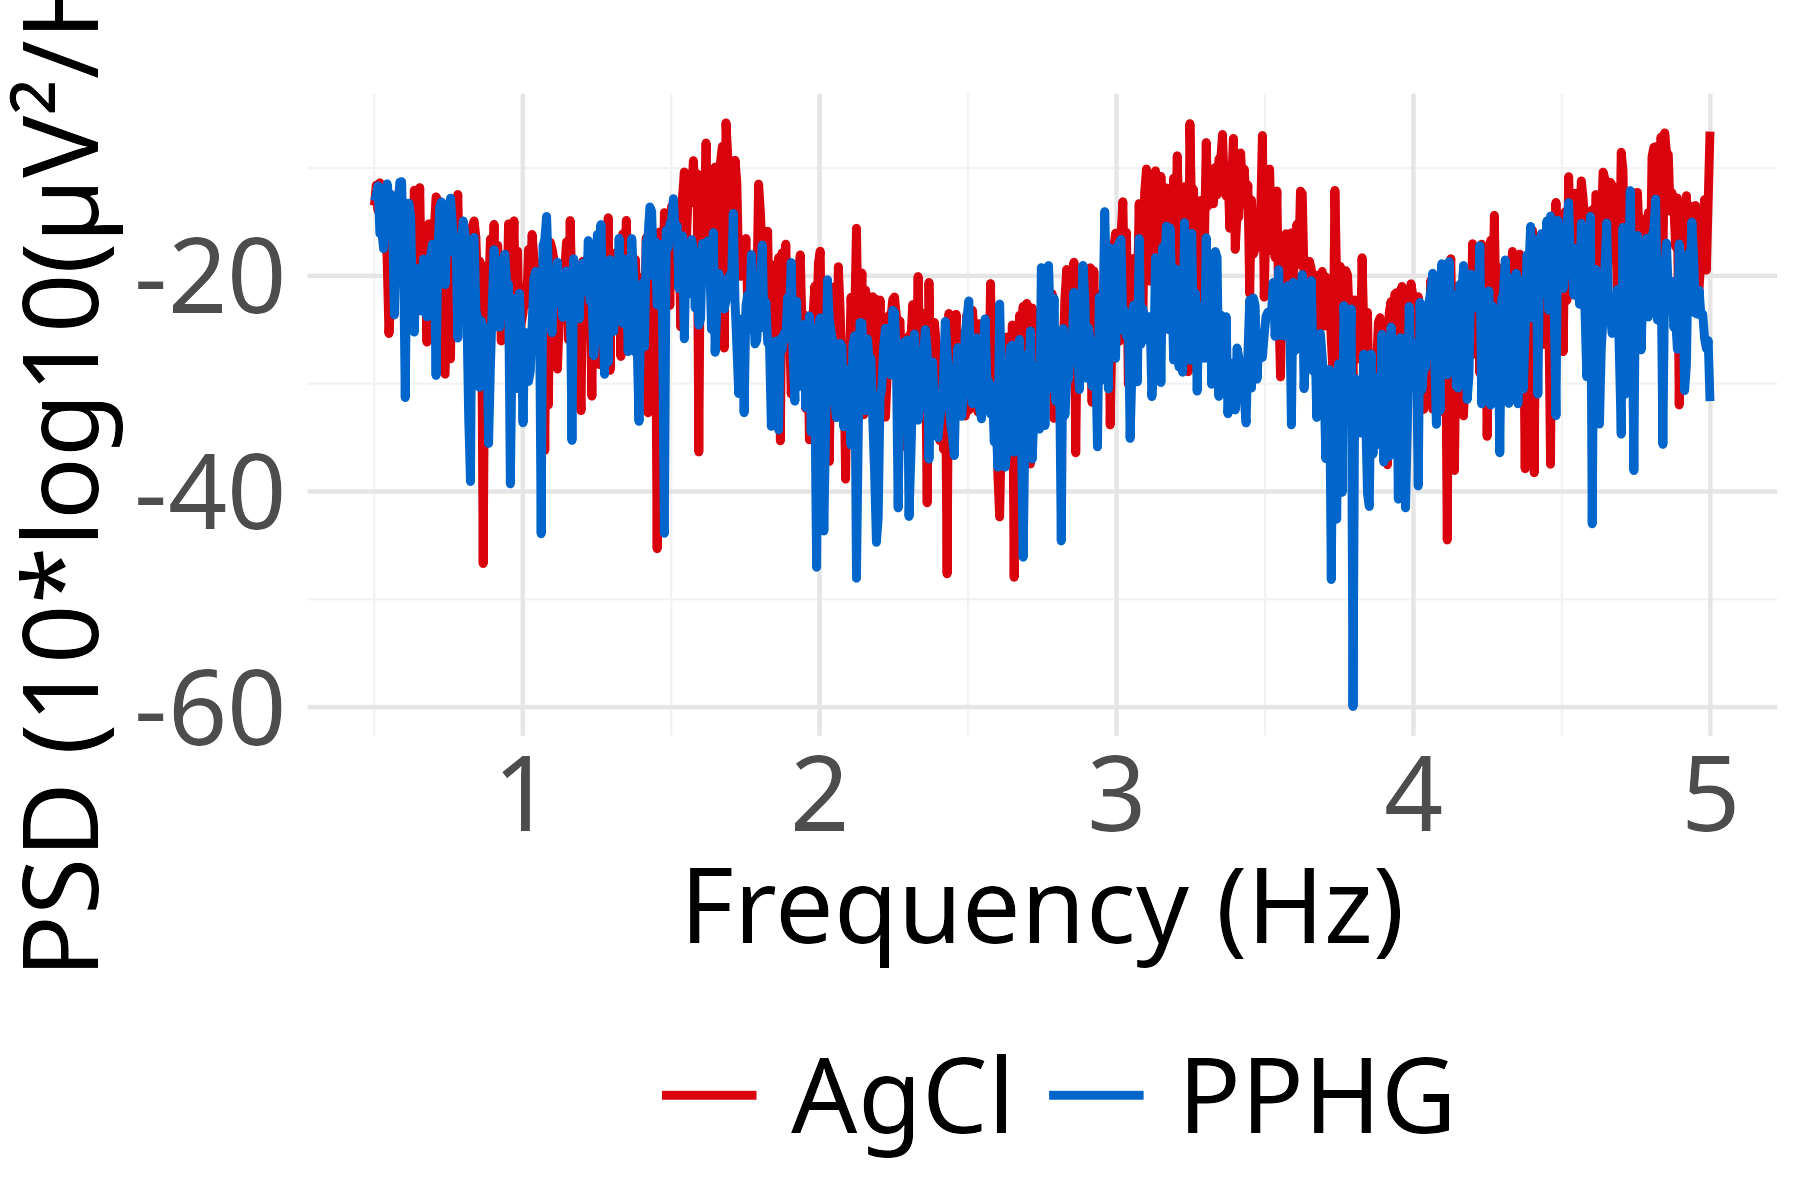 PSD (10*log10(µV²/H
-20
-40
-60
1 2 3 4 5
Frequency (Hz)
AgCl PPHG